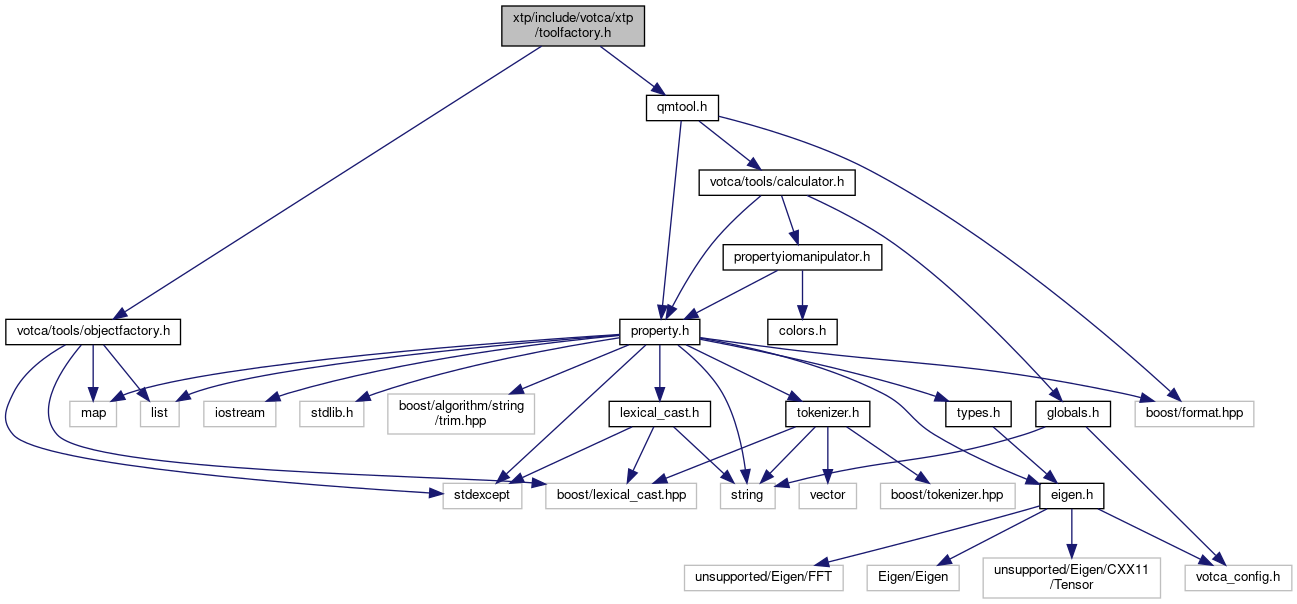 xtp/include/votca/xtp
/toolfactory.h
qmtool.h
votca/tools/calculator.h
propertyiomanipulator.h
votca/tools/objectfactory.h
property.h
colors.h
map
list
iostream
stdlib.h
boost/algorithm/string
/trim.hpp
lexical_cast.h
tokenizer.h
types.h
globals.h
boost/format.hpp
stdexcept
boost/lexical_cast.hpp
string
vector
boost/tokenizer.hpp
eigen.h
unsupported/Eigen/FFT
Eigen/Eigen
unsupported/Eigen/CXX11
/Tensor
votca_config.h